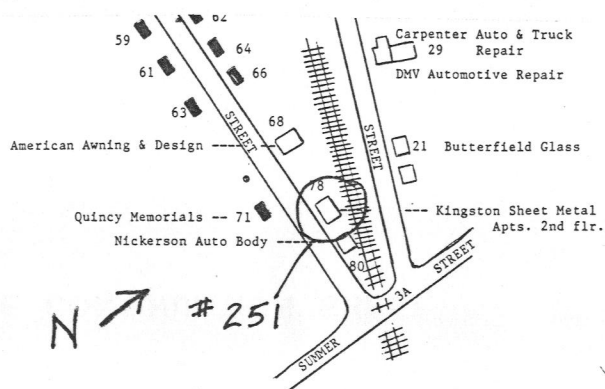 62
59
64
61
66
63
68
STREET
STREET
Carpenter Auto & Truck
29 Repair
DMV Automotive Repair
American Awning & Design
21 Butterfield Glass
78
Quincy Memorials -- 71
Nickerson Auto Body
80
Kingston Sheet Metal
Apts. 2nd flr.
SUMMER STREET
3A
N
#251